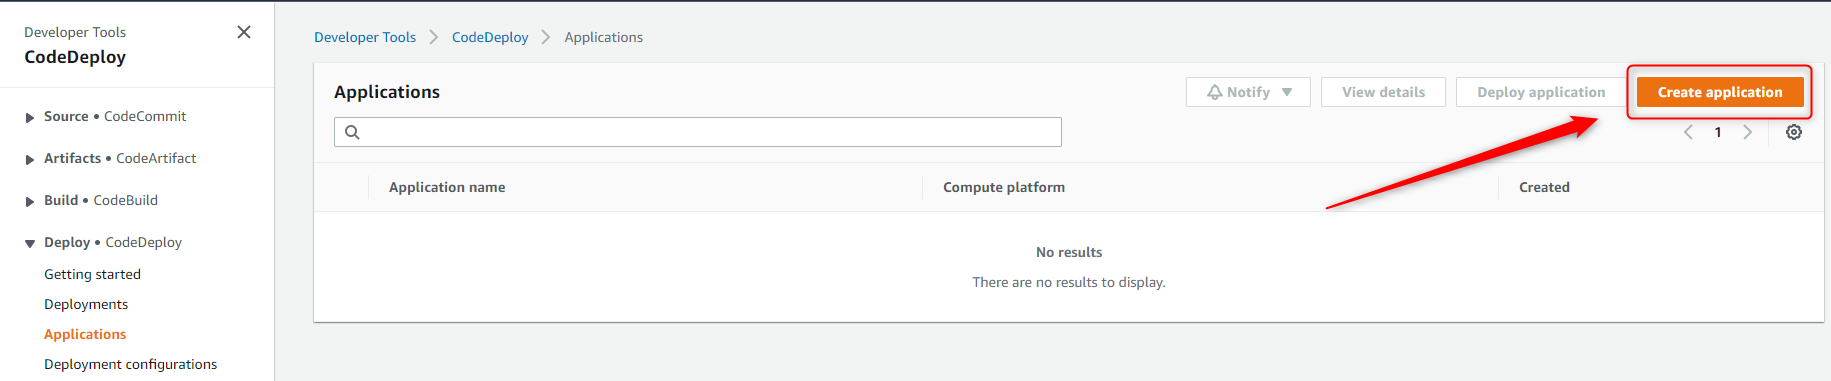 Developer Tools
CodeDeploy
Source • CodeCommit
Artifacts • CodeArtifact
Build • CodeBuild
Deploy • CodeDeploy
Getting started
Deployments
Applications
Deployment configurations
Developer Tools > CodeDeploy > Applications
Applications
Notify
View details
Deploy application
Create application
1
Application name
Compute platform
Created
No results
There are no results to display.